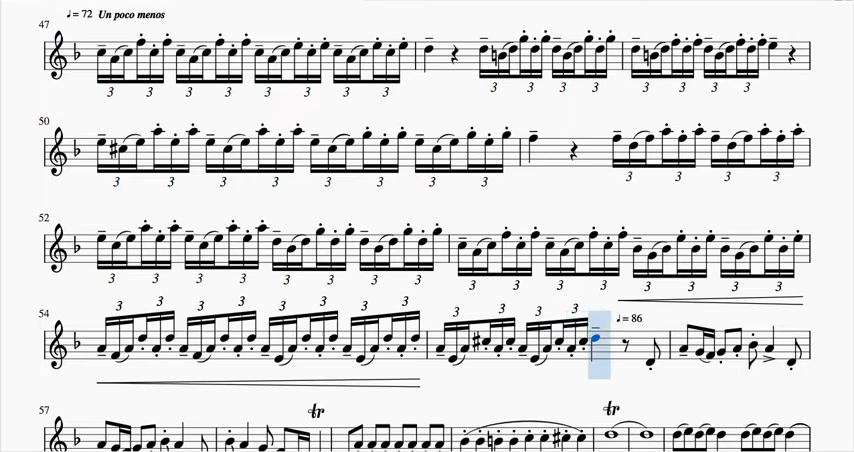 ♩ = 72 Un poco menos
47
3 3 3 3 3 3 3 3 3 3 3 3 3 3 3 3
50
3 3 3 3 3 3 3 3 3 3 3 3
52
3 3 3 3 3 3 3 3 3 3 3 3 3 3 3 3
3 3 3 3 3 3 3 3 3 3 3 3
54
♩ = 86
57
tr tr